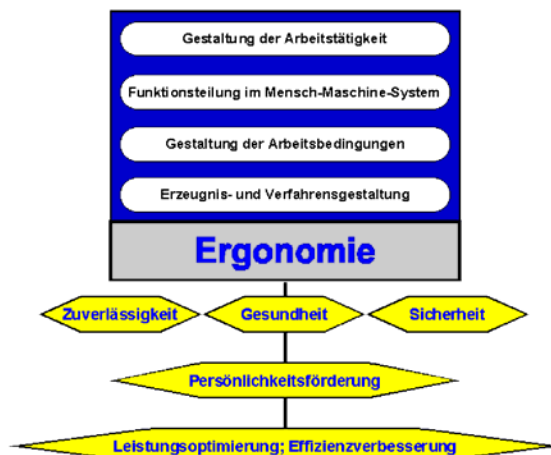 Gestaltung der Arbeitstätigkeit
Funktionsteilung im Mensch-Maschine-System
Gestaltung der Arbeitsbedingungen
Erzeugnis- und Verfahrensgestaltung
Ergonomie
Zuverlässigkeit Gesundheit Sicherheit
Persönlichkeitsförderung
Leistungsoptimierung; Effizienzverbesserung